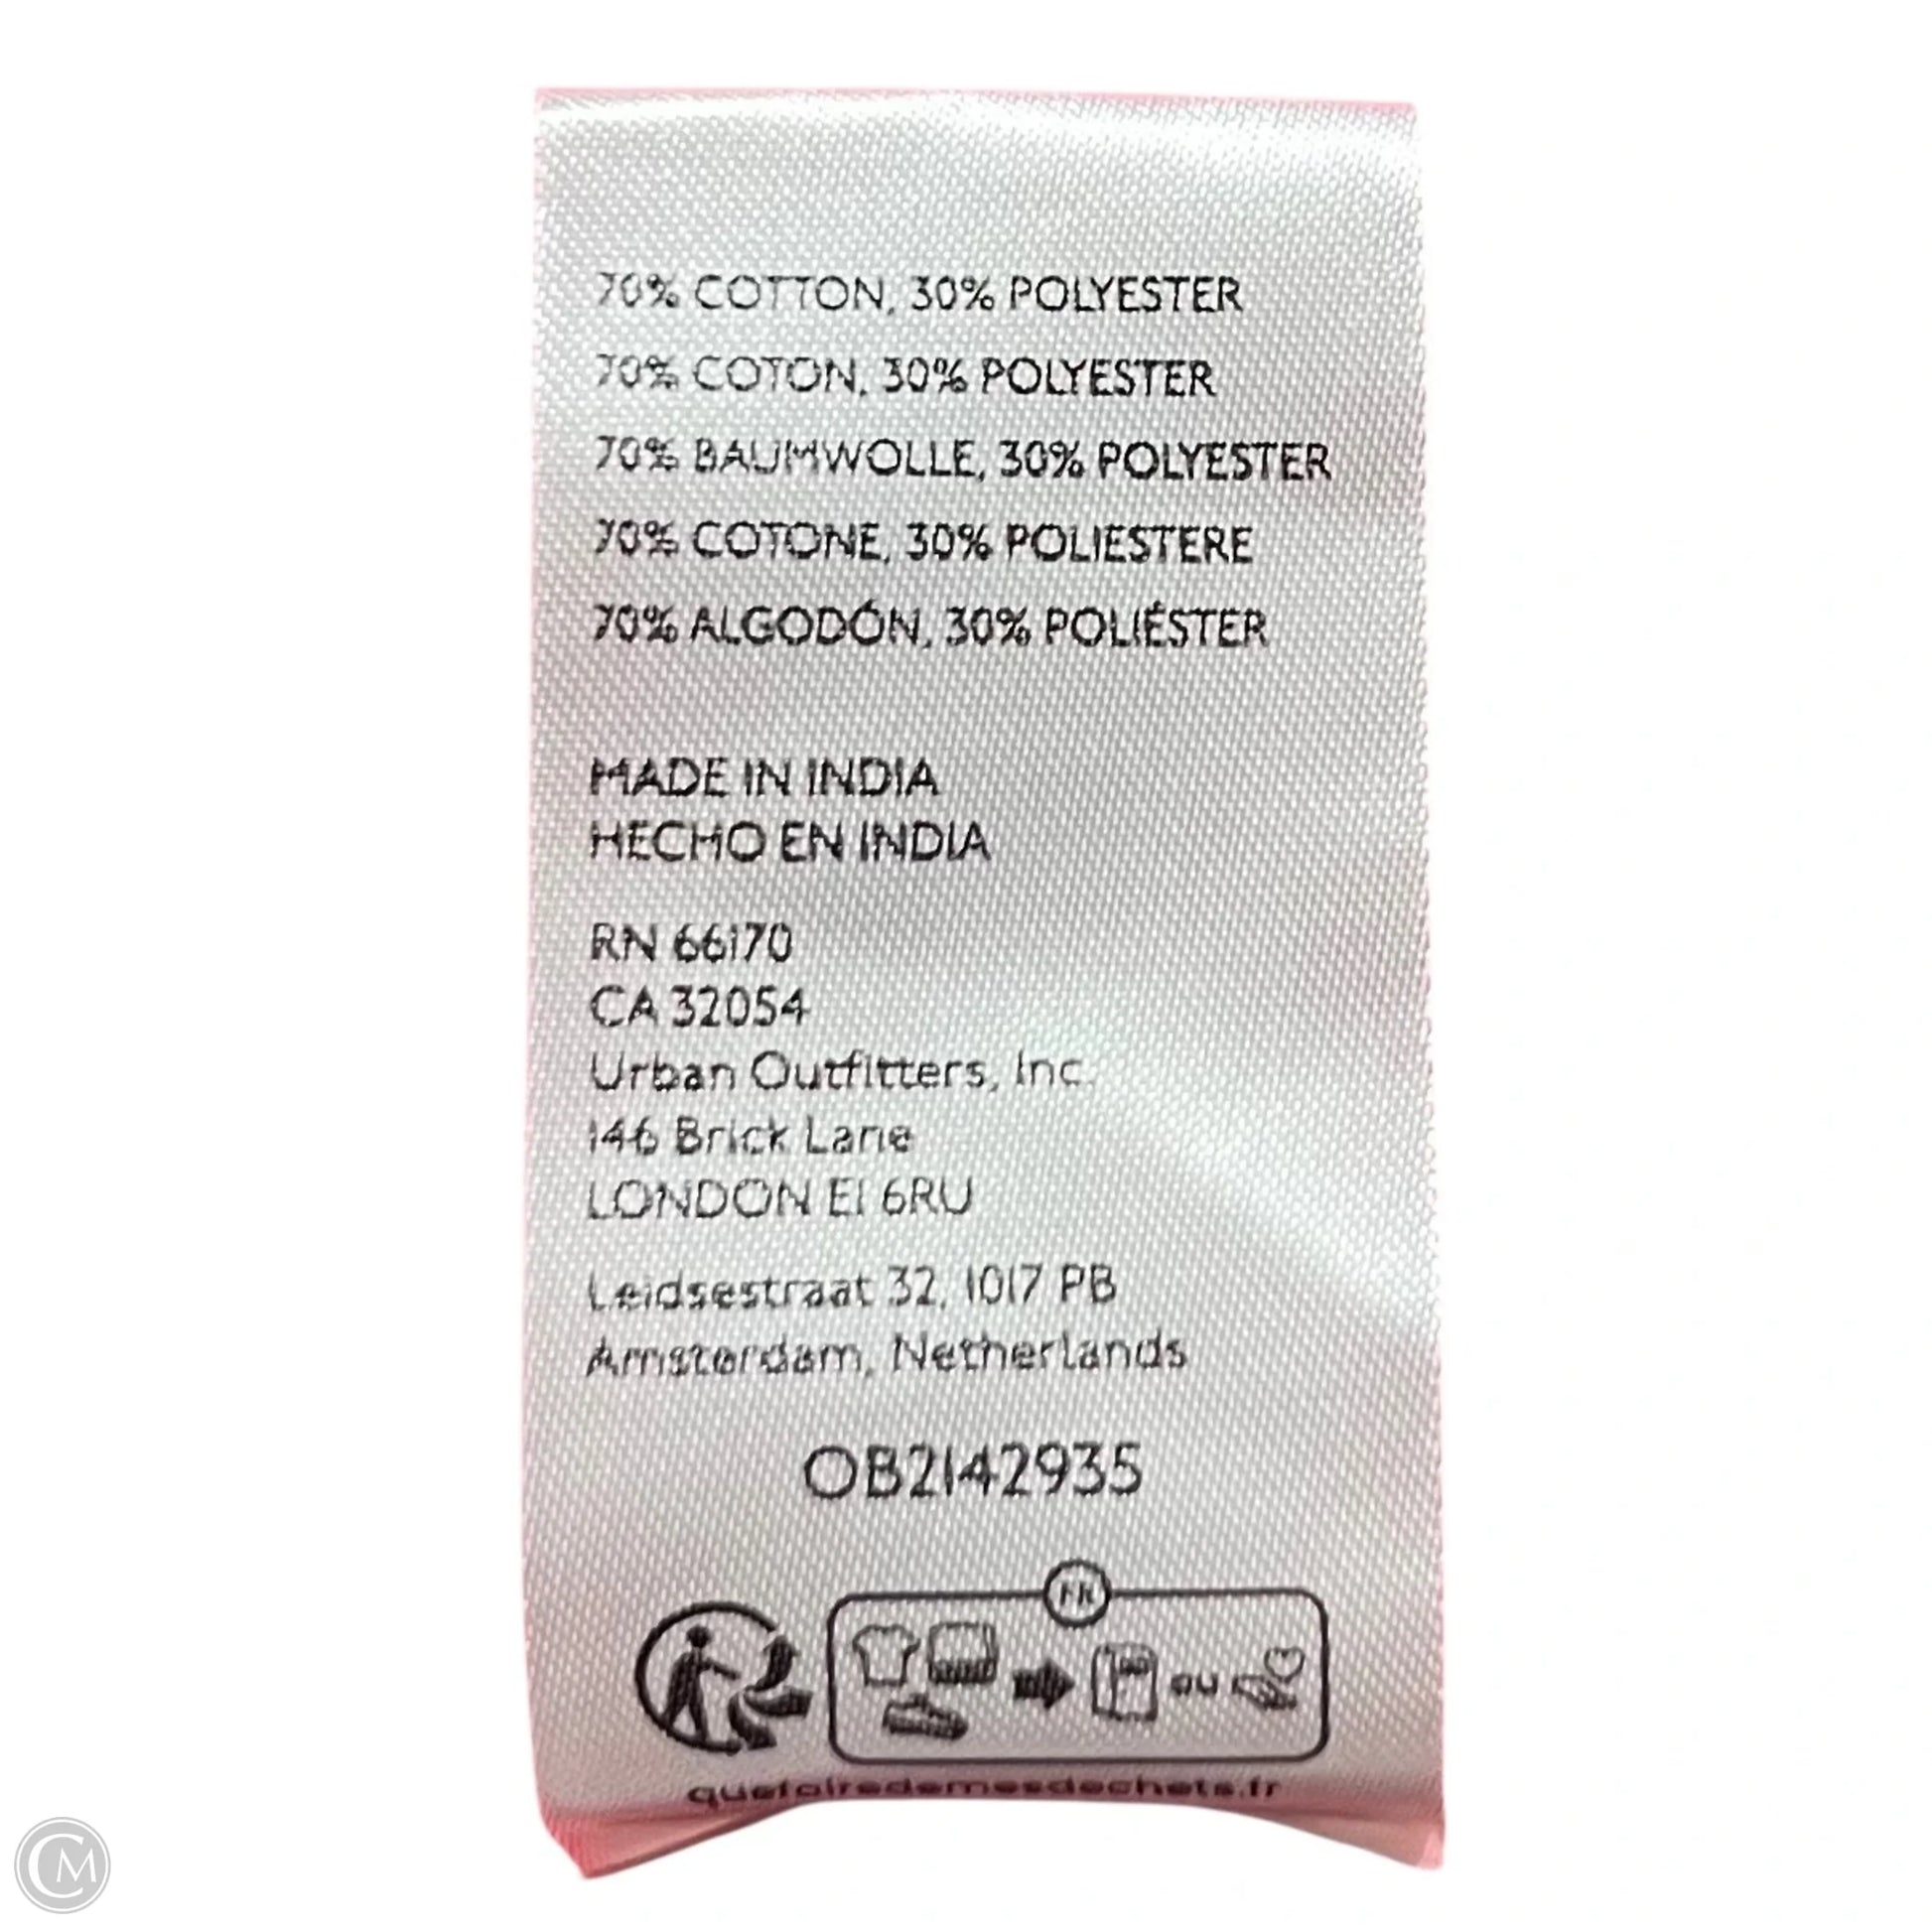 70% COTTON, 30% POLYESTER
70% COTON, 30% POLYESTER
70% BAUMWOLLE, 30% POLYESTER
70% COTONE, 30% POLIESTERE
70% ALGODÓN, 30% POLIÉSTER
MADE IN INDIA
HECHO EN INDIA
RN 66170
CA 32054
Urban Outfitters, Inc.
146 Brick Lane
LONDON E1 6RU
Leidsestraat 32, 1017 PB
Amsterdam, Netherlands
OB2142935
FR
ou
quefairedemesdechets.fr
CM